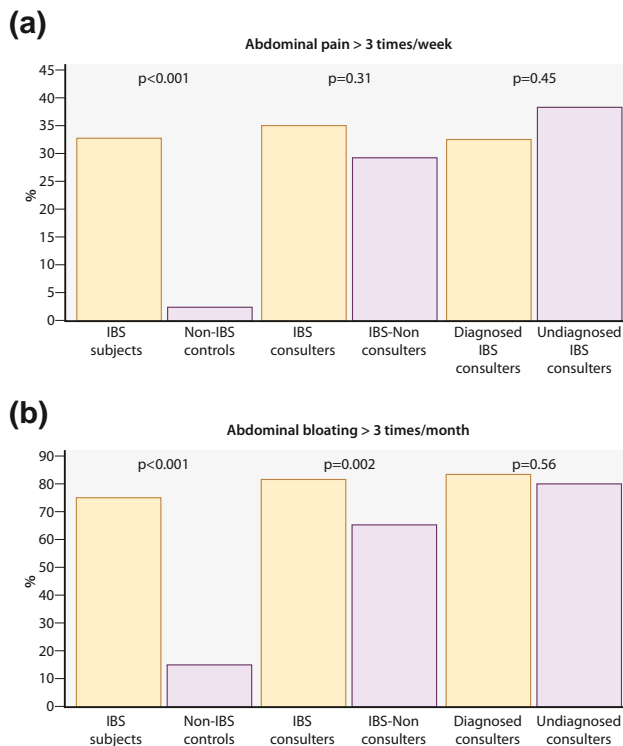 (a)
Abdominal pain > 3 times/week
p<0.001 p=0.31 p=0.45
45
40
35
30
25
20
15
10
5
0
%
IBS subjects
Non-IBS controls
IBS consulters
IBS-Non consulters
Diagnosed IBS consulters
Undiagnosed IBS consulters
(b)
Abdominal bloating > 3 times/month
p<0.001 p=0.002 p=0.56
90
80
70
60
50
40
30
20
10
0
%
IBS subjects
Non-IBS controls
IBS consulters
IBS-Non consulters
Diagnosed consulters
Undiagnosed consulters